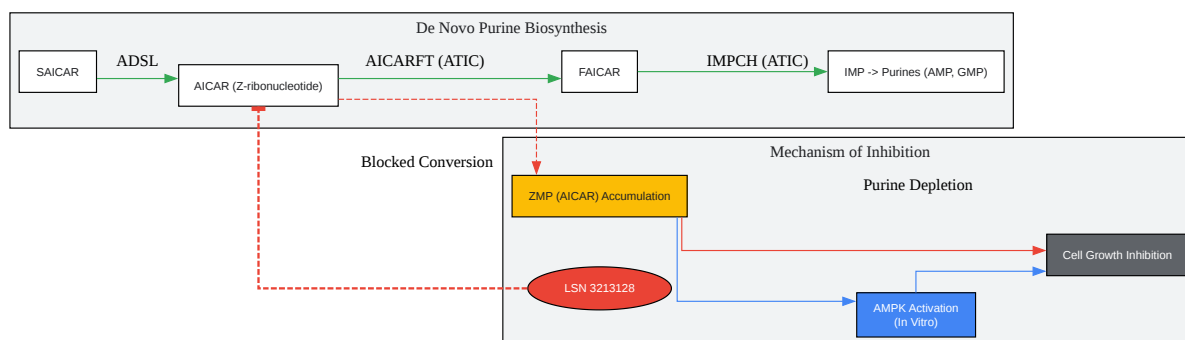 De Novo Purine Biosynthesis
SAICAR
ADSL
AICAR (Z-ribonucleotide)
AICARFT (ATIC)
FAICAR
IMPCH (ATIC)
IMP -> Purines (AMP, GMP)
Blocked Conversion
Mechanism of Inhibition
ZMP (AICAR) Accumulation
Purine Depletion
Cell Growth Inhibition
LSN 3213128
AMPK Activation
(In Vitro)